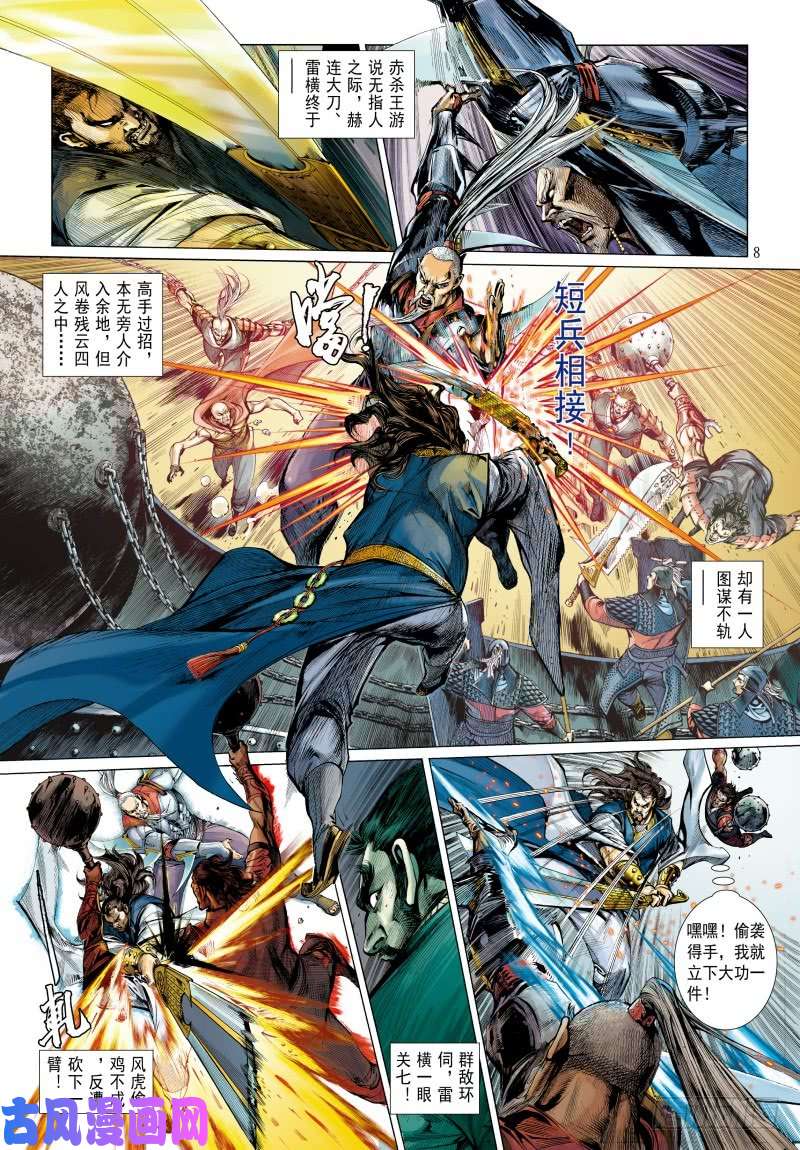 赤杀王游
说无指人
之际，赫
连大刀、
雷横终于
——
8
高手过招，
本无旁人介
入余地，但
风卷残云四
人之中……
当！
短兵相接！
却有一人
图谋不轨
——
嘿嘿！偷袭
得手，我就
立下大功一
件！
群敌环
伺，雷
横一眼
关七！
轧
风虎偷
鸡不成
，反遭
砍下一
臂！
古风漫画网